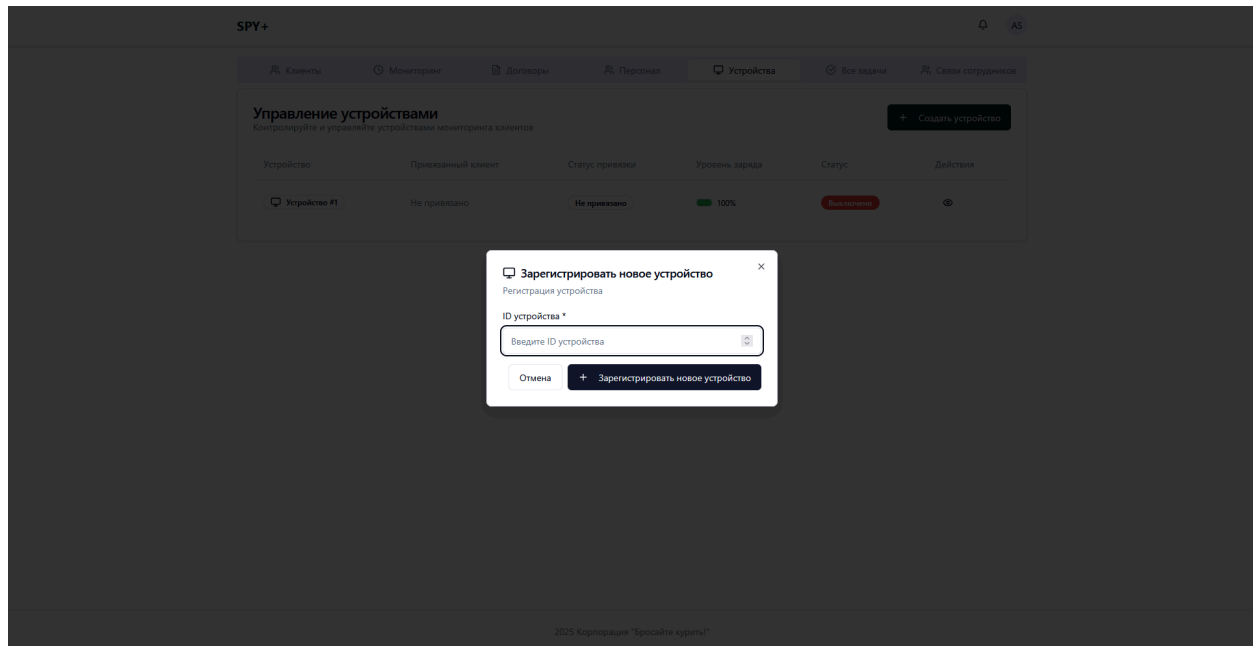 SPY+
AS
Клиенты Мониторинг Договоры Персонал Устройства Все задачи Связи сотрудников
Управление устройствами
Контролируйте и управляйте устройствами мониторинга клиентов
+ Создать устройство
Устройство Привязанный клиент Статус привязки Уровень заряда Статус Действия
Устройство #1 Не привязано Не привязано 100% Выключено
Зарегистрировать новое устройство
Регистрация устройства
ID устройства *
Введите ID устройства
Отмена + Зарегистрировать новое устройство
2025 Корпорация "Бросайте курить!"